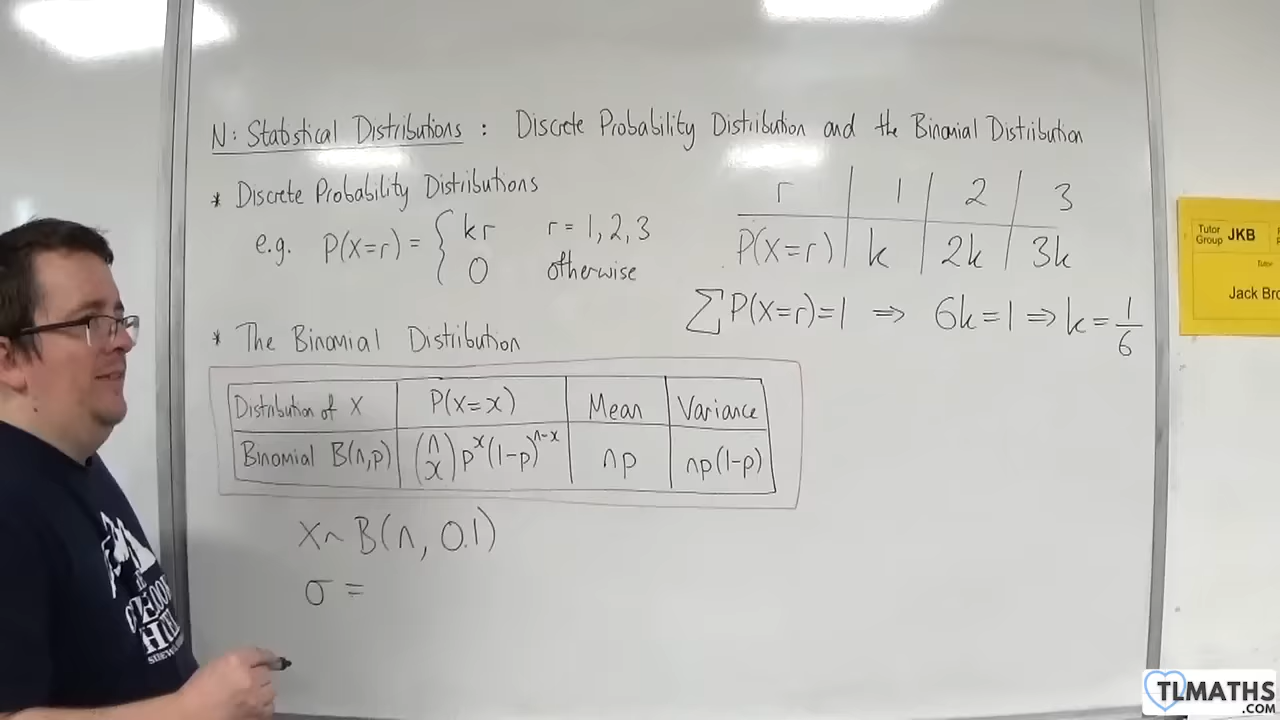 N: Statistical Distributions : Discrete Probability Distribution and the Binomial Distribution
* Discrete Probability Distributions
e.g. P(X=r) = { kr r = 1, 2, 3
0 otherwise
r | 1 | 2 | 3
P(X=r) | k | 2k | 3k
∑P(X=r)=1 ⇒ 6k=1 ⇒ k=1/6
* The Binomial Distribution
Distribution of X | P(X=x) | Mean | Variance
Binomial B(n,p) | (n x) p^x (1-p)^n-x | np | np(1-p)
X~B(n, 0.1)
σ =
Tutor Group JKB
Tutor
Jack Bro
TLMATHS
.COM